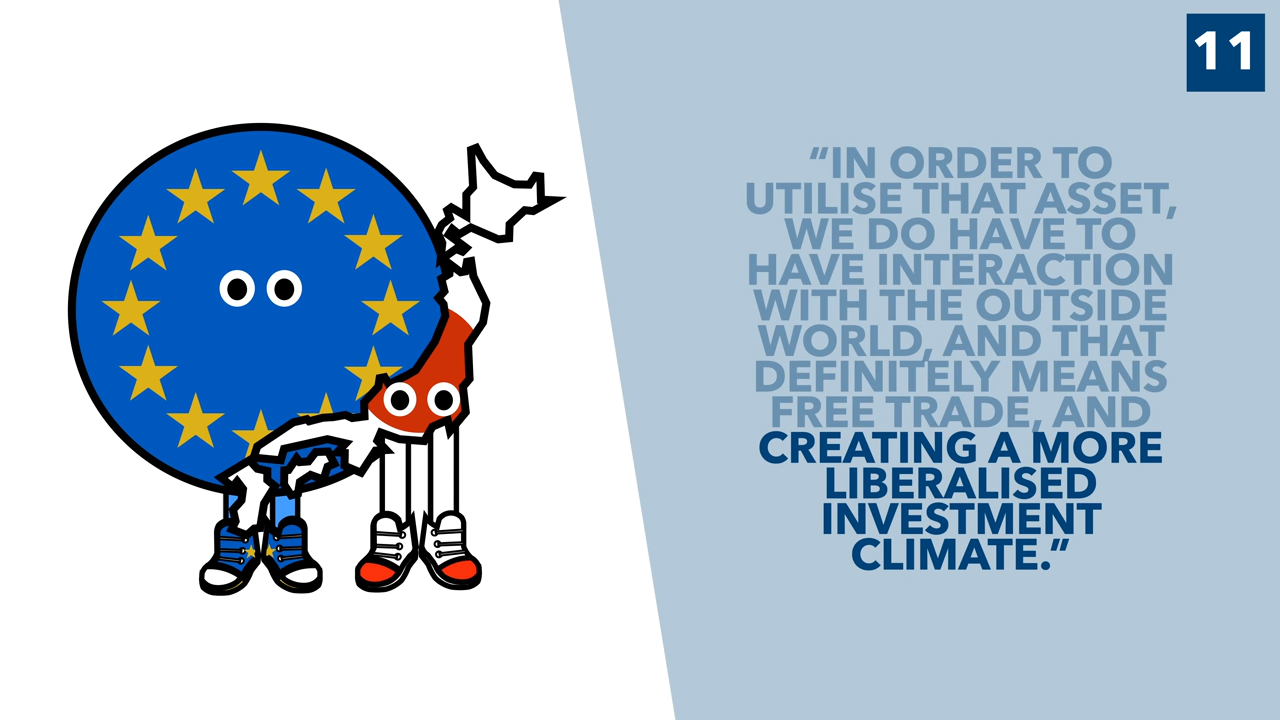 11
“IN ORDER TO
UTILISE THAT ASSET,
WE DO HAVE TO
HAVE INTERACTION
WITH THE OUTSIDE
WORLD, AND THAT
DEFINITELY MEANS
FREE TRADE, AND
CREATING A MORE
LIBERALISED
INVESTMENT
CLIMATE.”